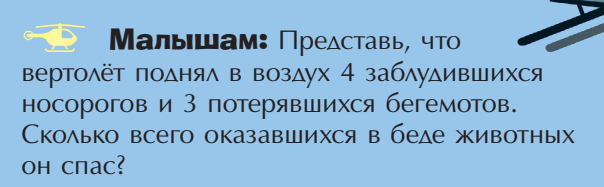 Малышам: Представь, что
вертолёт поднял в воздух 4 заблудившихся
носорогов и 3 потерявшихся бегемотов.
Сколько всего оказавшихся в беде животных
он спас?